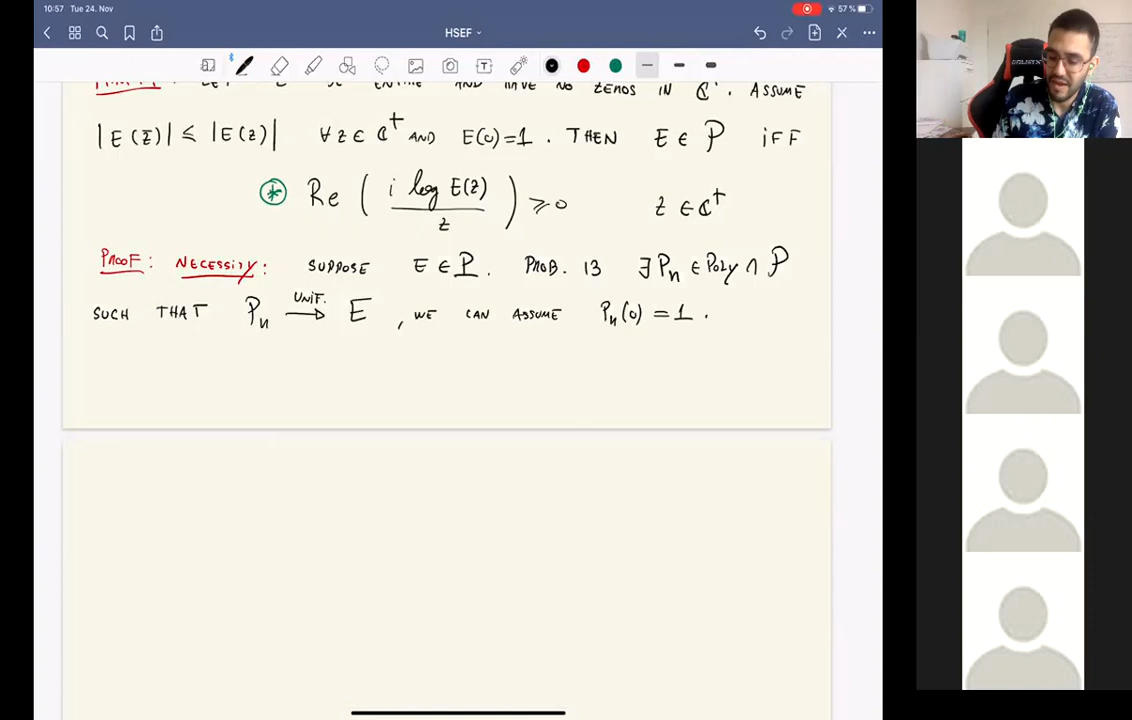 10:57 Tue 24. Nov
57 %
HSEF
E ENTIRE AND HAVE NO ZEROS IN ℂ⁺. ASSUME
|E(z̄)| ≤ |E(z)| ∀ z ∈ ℂ⁺ AND E(0)=1. THEN E ∈ P iFF
* Re ( i log E(z) / z ) ≥ 0 z ∈ ℂ⁺
PROOF: NECESSITY: SUPPOSE E ∈ P. PROB. 13 ∃ Pₙ ∈ Poly ∩ P
SUCH THAT Pₙ →(UNIF.) E, WE CAN ASSUME Pₙ(0) = 1.